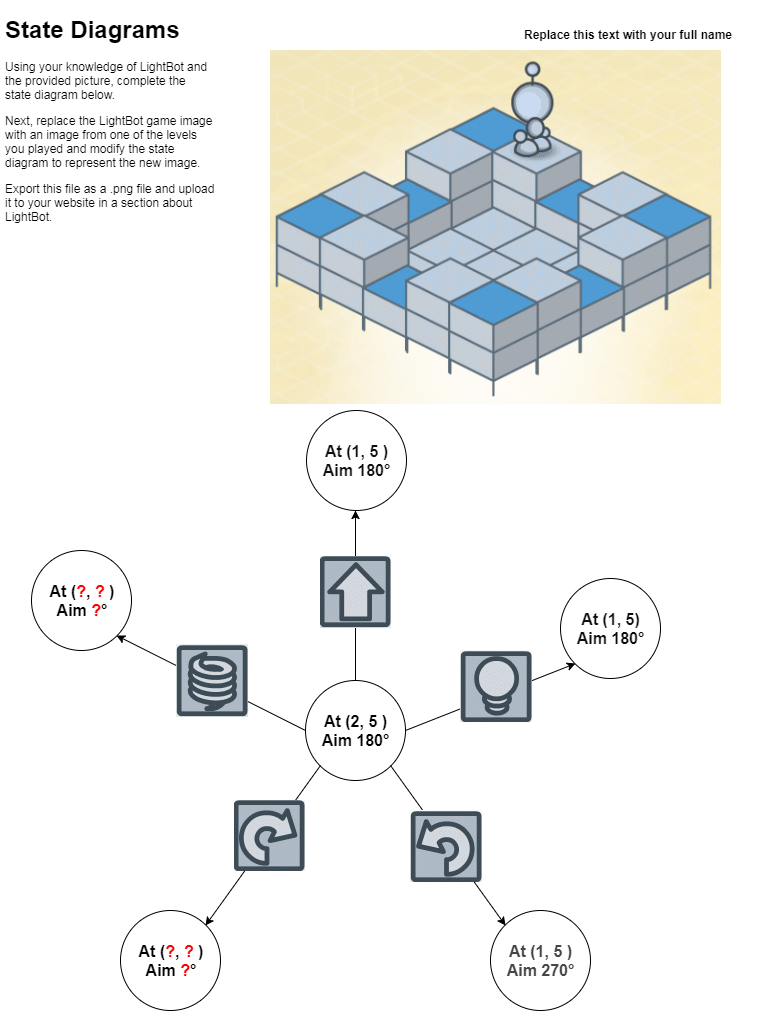 State Diagrams
Replace this text with your full name
Using your knowledge of LightBot and
the provided picture, complete the
state diagram below.
Next, replace the LightBot game image
with an image from one of the levels
you played and modify the state
diagram to represent the new image.
Export this file as a .png file and upload
it to your website in a section about
LightBot.
At (1, 5 )
Aim 180°
At (?, ? )
Aim ?°
At (1, 5)
Aim 180°
At (2, 5 )
Aim 180°
At (?, ? )
Aim ?°
At (1, 5 )
Aim 270°